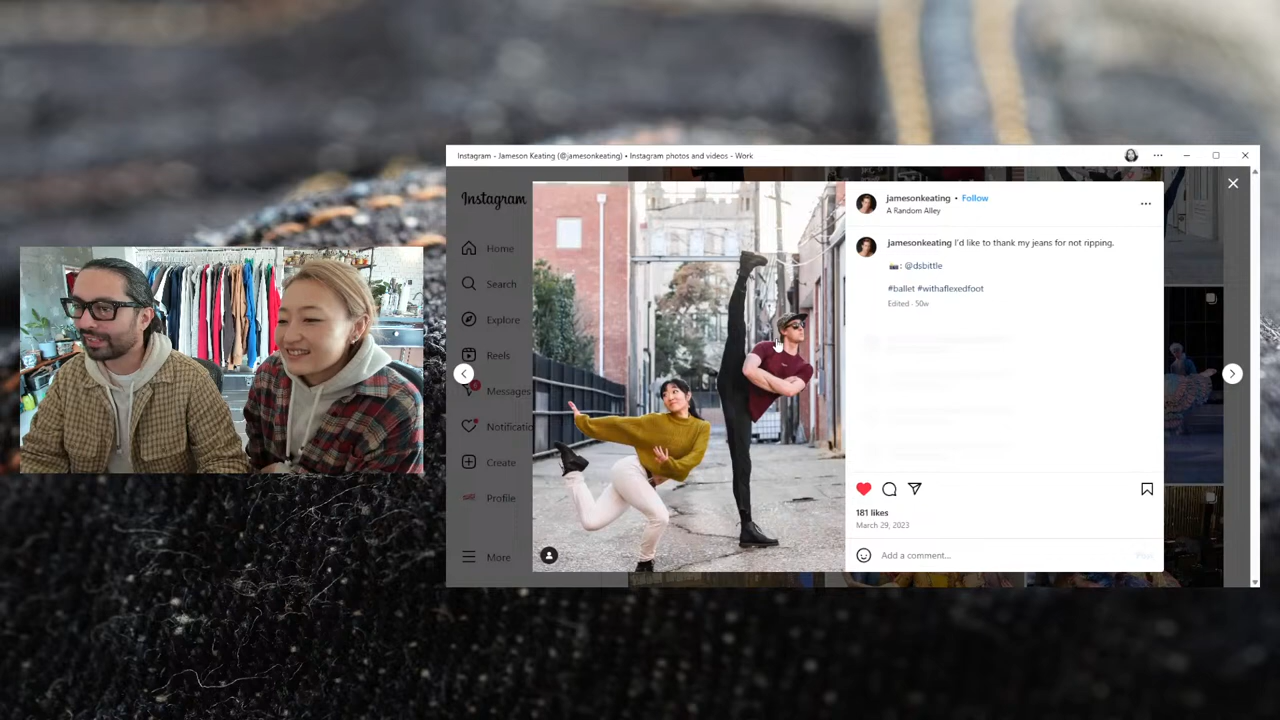 Instagram - Jameson Keating (@jamesonkeating) • Instagram photos and videos - Work
Instagram
Home
Search
Explore
Reels
Messages
Notificatio
Create
Profile
More
jamesonkeating • Follow
A Random Alley
jamesonkeating I'd like to thank my jeans for not ripping.
: @dsbittle
#ballet #withaflexedfoot
Edited · 50w
181 likes
March 29, 2023
Add a comment...
Post